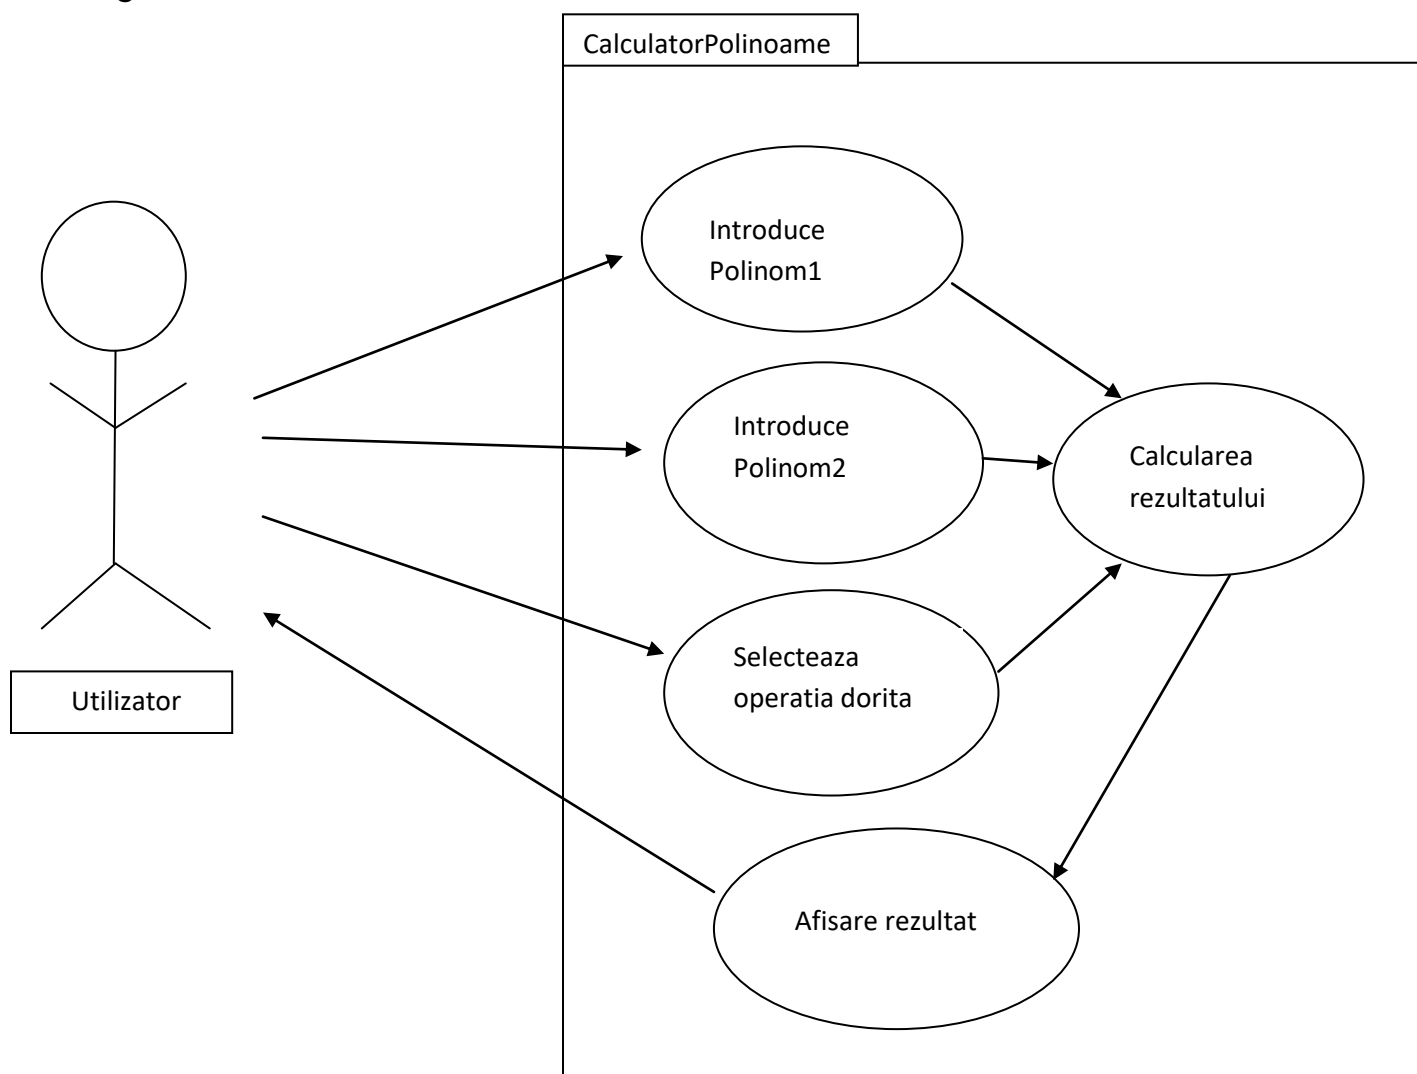 CalculatorPolinoame
Introduce
Polinom1
Introduce
Polinom2
Calcularea
rezultatului
Selecteaza
operatia dorita
Utilizator
Afisare rezultat